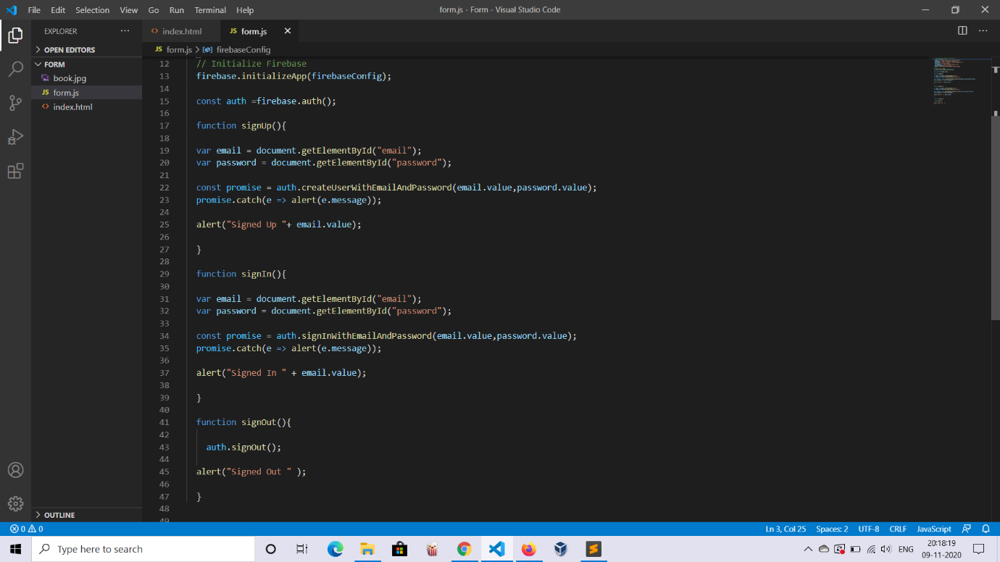 File Edit Selection View Go Run Terminal Help
form.js - Form - Visual Studio Code
EXPLORER
OPEN EDITORS
FORM
book.jpg
JS form.js
index.html
OUTLINE
index.html
JS form.js
JS form.js > firebaseConfig
12 // Initialize Firebase
13 firebase.initializeApp(firebaseConfig);
14
15 const auth =firebase.auth();
16
17 function signUp(){
18
19 var email = document.getElementById("email");
20 var password = document.getElementById("password");
21
22 const promise = auth.createUserWithEmailAndPassword(email.value,password.value);
23 promise.catch(e => alert(e.message));
24
25 alert("Signed Up "+ email.value);
26
27 }
28
29 function signIn(){
30
31 var email = document.getElementById("email");
32 var password = document.getElementById("password");
33
34 const promise = auth.signInWithEmailAndPassword(email.value,password.value);
35 promise.catch(e => alert(e.message));
36
37 alert("Signed In " + email.value);
38
39 }
40
41 function signOut(){
42
43 auth.signOut();
44
45 alert("Signed Out " );
46
47 }
48
49
0 0
Ln 3, Col 25 Spaces: 2 UTF-8 CRLF JavaScript
Type here to search
ENG
20:18:19
09-11-2020